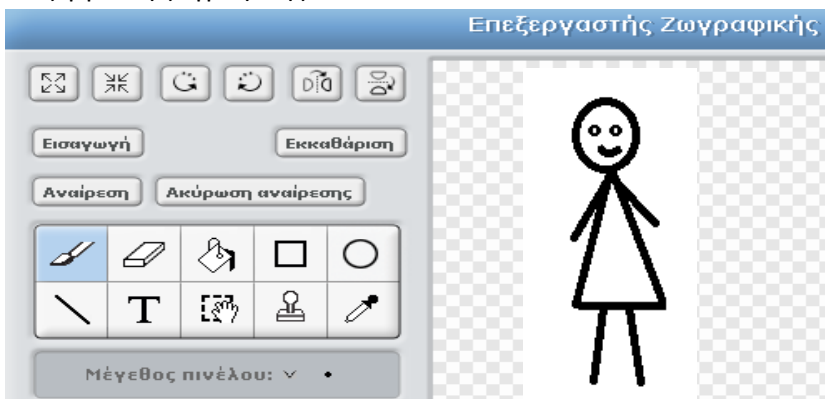 Επεξεργαστής Ζωγραφικής
Εισαγωγή Εκκαθάριση
Αναίρεση Ακύρωση αναίρεσης
T
Μέγεθος πινέλου: